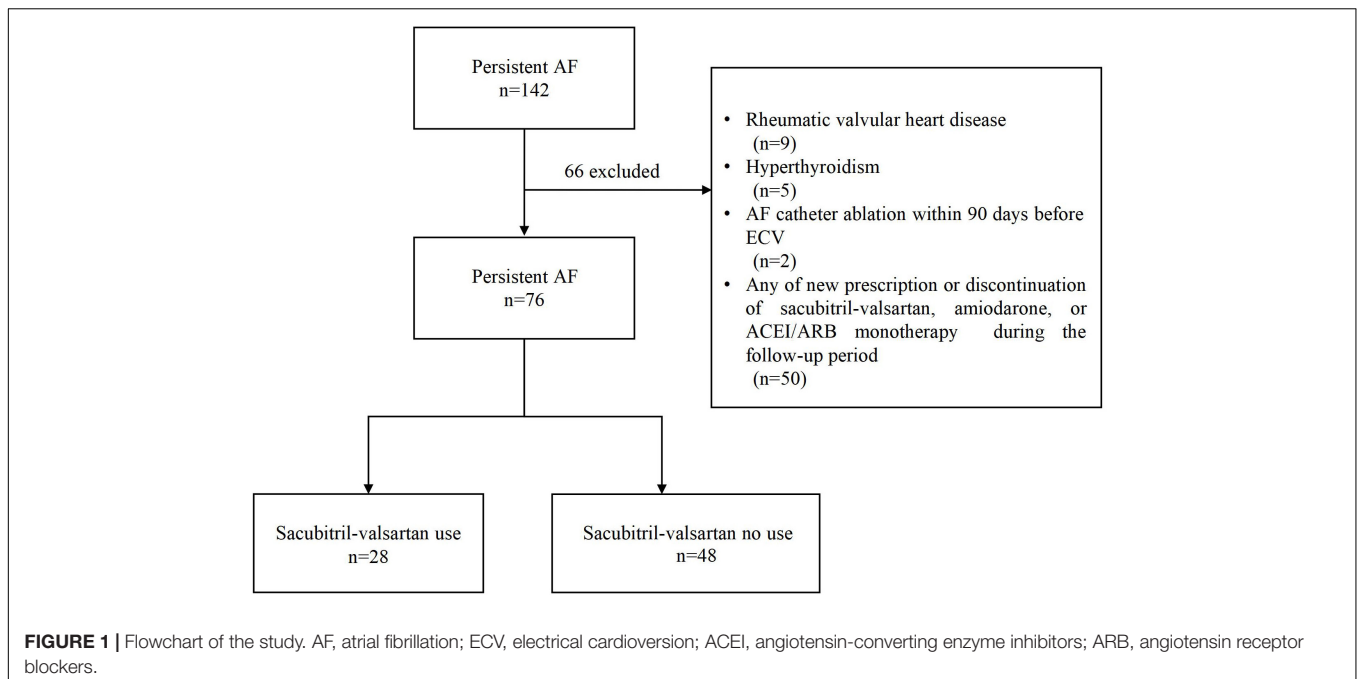 Persistent AF
n=142
66 excluded
• Rheumatic valvular heart disease
(n=9)
• Hyperthyroidism
(n=5)
• AF catheter ablation within 90 days before
ECV
(n=2)
• Any of new prescription or discontinuation
of sacubitril-valsartan, amiodarone, or
ACEI/ARB monotherapy during the
follow-up period
(n=50)
Persistent AF
n=76
Sacubitril-valsartan use
n=28
Sacubitril-valsartan no use
n=48
FIGURE 1 | Flowchart of the study. AF, atrial fibrillation; ECV, electrical cardioversion; ACEI, angiotensin-converting enzyme inhibitors; ARB, angiotensin receptor
blockers.